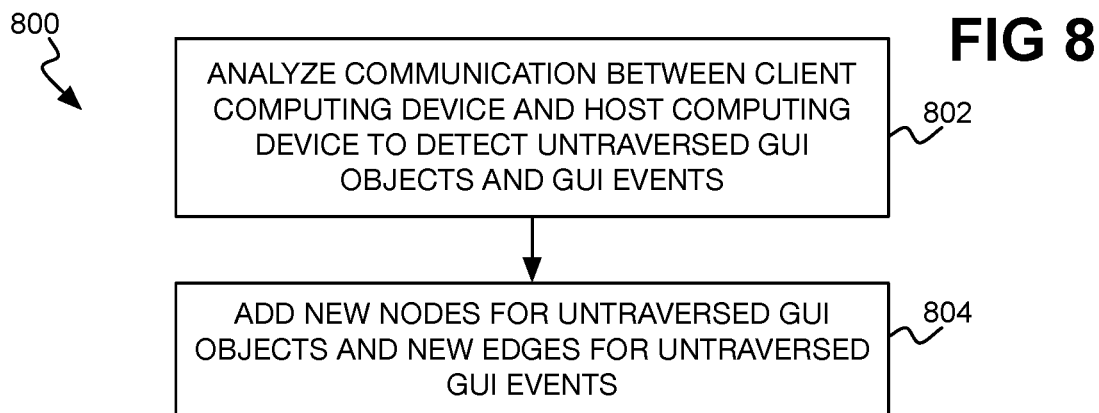 800
FIG 8
ANALYZE COMMUNICATION BETWEEN CLIENT
COMPUTING DEVICE AND HOST COMPUTING
DEVICE TO DETECT UNTRAVERSED GUI
OBJECTS AND GUI EVENTS
802
ADD NEW NODES FOR UNTRAVERSED GUI
OBJECTS AND NEW EDGES FOR UNTRAVERSED
GUI EVENTS
804